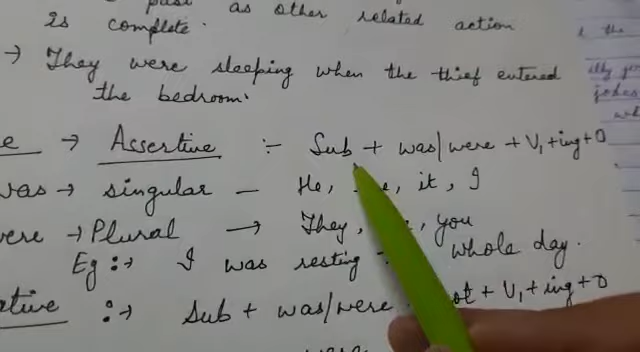 past as other related action
is complete.
→ They were sleeping when the thief entered
the bedroom.
→ Assertive :- Sub + was/were + V1 + ing + O
was → singular — He, it, I
were → Plural → They, you
Eg :→ I was resting whole day.
ative :→ Sub + was/were + not + V1 + ing + O